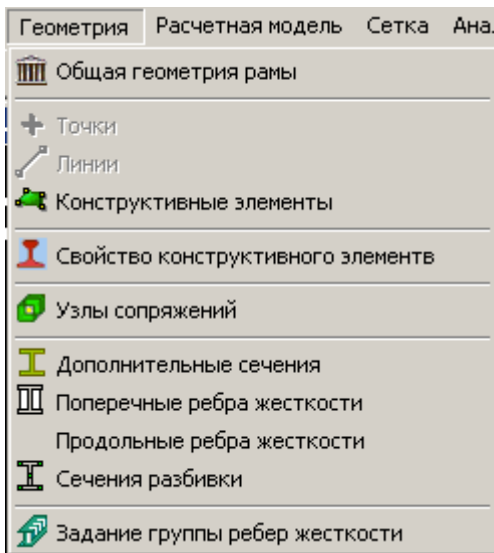 Геометрия Расчетная модель Сетка Ана
Общая геометрия рамы
Точки
Линии
Конструктивные элементы
Свойство конструктивного элементв
Узлы сопряжений
Дополнительные сечения
Поперечные ребра жесткости
Продольные ребра жесткости
Сечения разбивки
Задание группы ребер жесткости